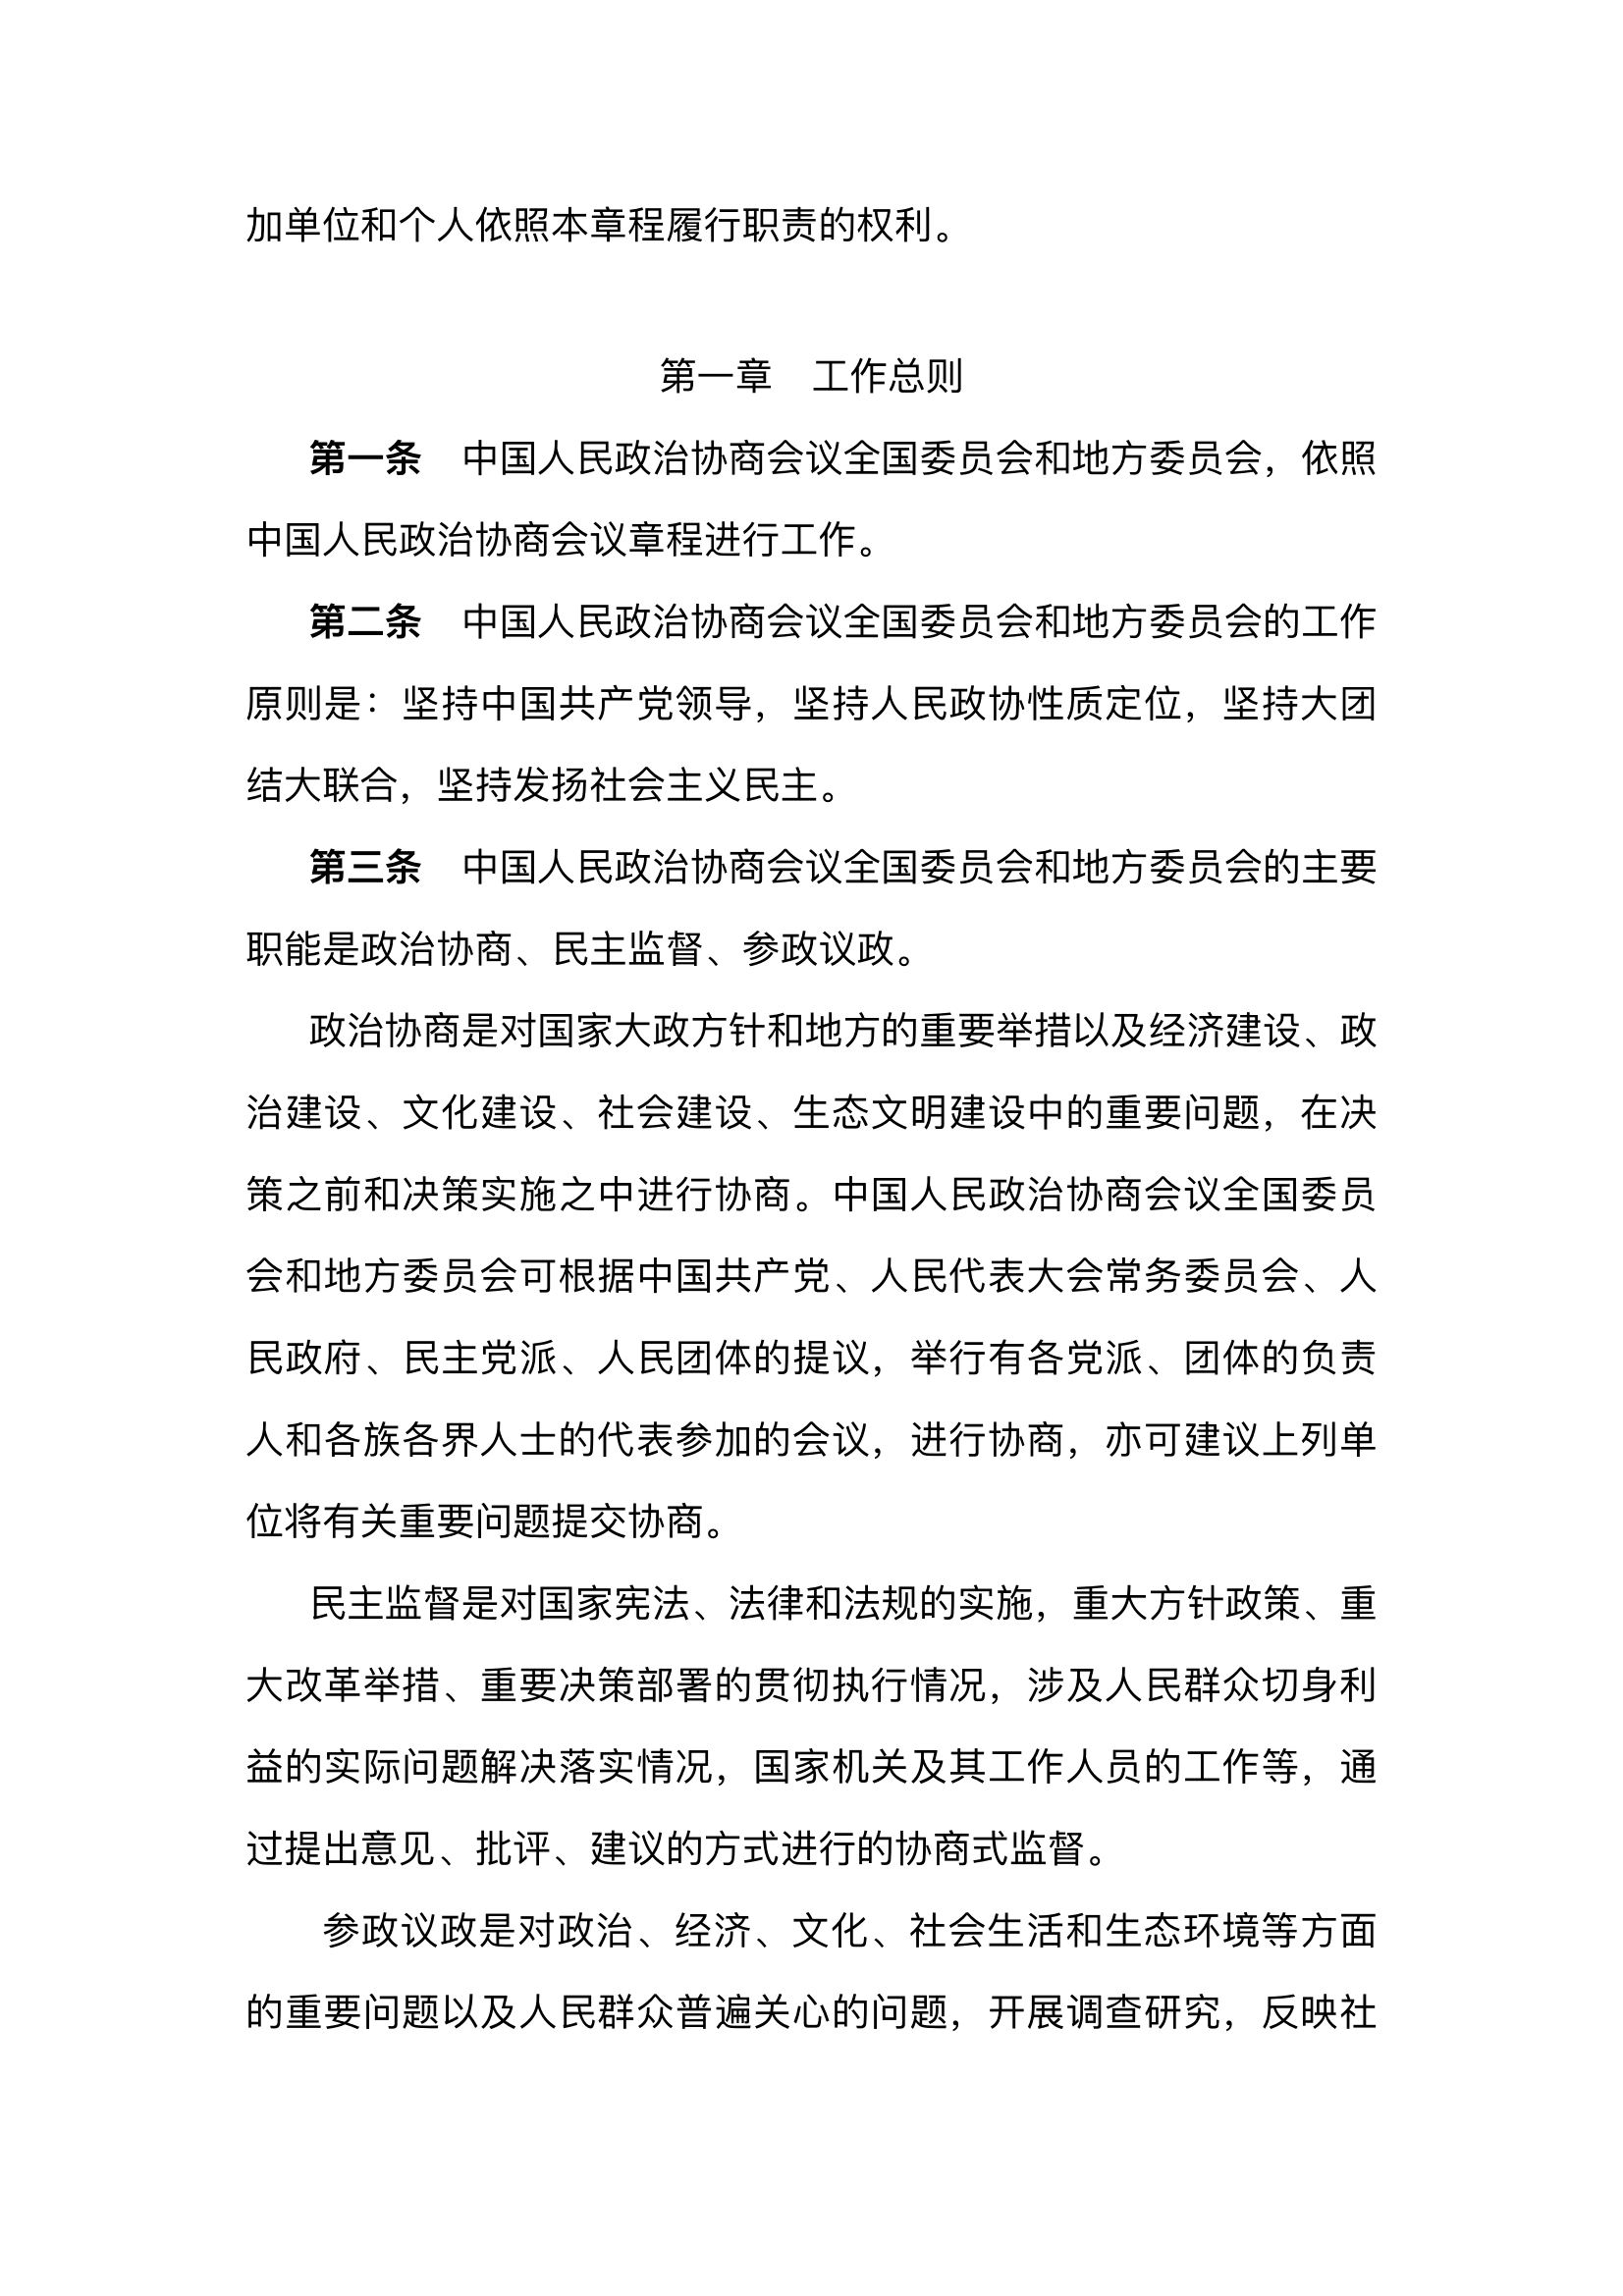 加单位和个人依照本章程履行职责的权利。
第一章　工作总则
第一条　中国人民政治协商会议全国委员会和地方委员会，依照
中国人民政治协商会议章程进行工作。
第二条　中国人民政治协商会议全国委员会和地方委员会的工作
原则是：坚持中国共产党领导，坚持人民政协性质定位，坚持大团
结大联合，坚持发扬社会主义民主。
第三条　中国人民政治协商会议全国委员会和地方委员会的主要
职能是政治协商、民主监督、参政议政。
政治协商是对国家大政方针和地方的重要举措以及经济建设、政
治建设、文化建设、社会建设、生态文明建设中的重要问题，在决
策之前和决策实施之中进行协商。中国人民政治协商会议全国委员
会和地方委员会可根据中国共产党、人民代表大会常务委员会、人
民政府、民主党派、人民团体的提议，举行有各党派、团体的负责
人和各族各界人士的代表参加的会议，进行协商，亦可建议上列单
位将有关重要问题提交协商。
民主监督是对国家宪法、法律和法规的实施，重大方针政策、重
大改革举措、重要决策部署的贯彻执行情况，涉及人民群众切身利
益的实际问题解决落实情况，国家机关及其工作人员的工作等，通
过提出意见、批评、建议的方式进行的协商式监督。
参政议政是对政治、经济、文化、社会生活和生态环境等方面
的重要问题以及人民群众普遍关心的问题，开展调查研究，反映社